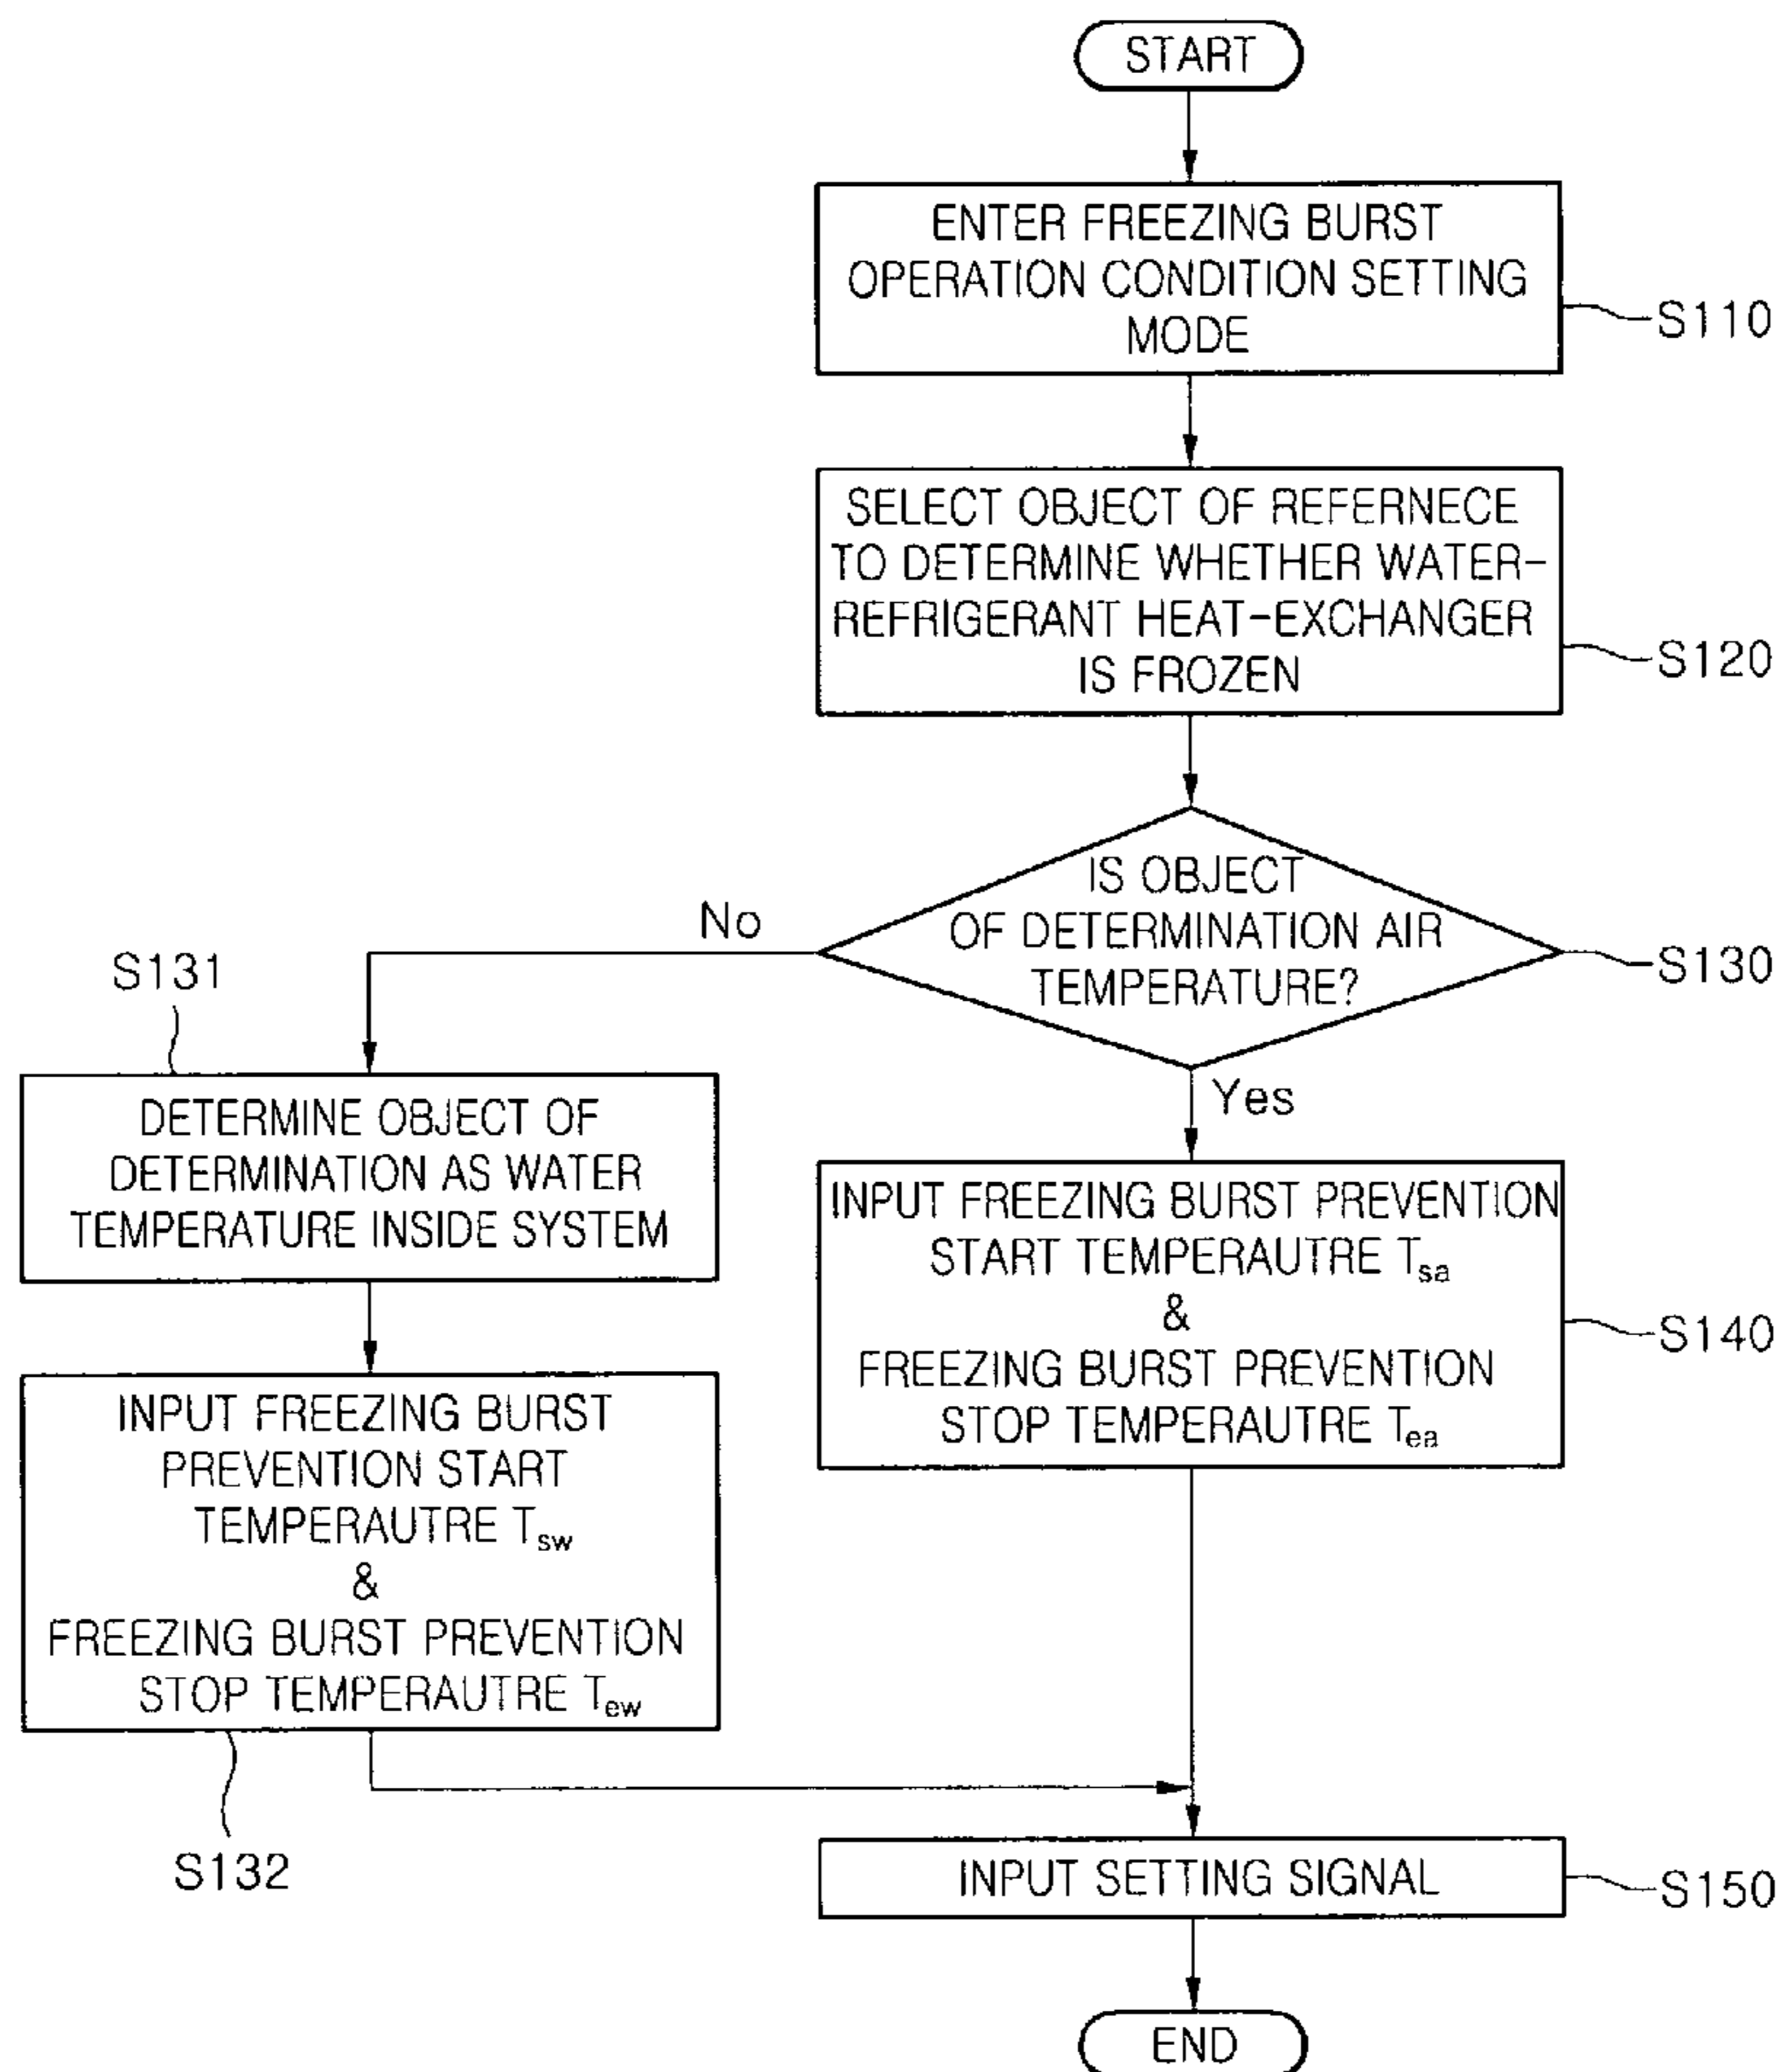 START
ENTER FREEZING BURST
OPERATION CONDITION SETTING
MODE
S110
SELECT OBJECT OF REFERNECE
TO DETERMINE WHETHER WATER-
REFRIGERANT HEAT-EXCHANGER
IS FROZEN
S120
IS OBJECT
OF DETERMINATION AIR
TEMPERATURE?
S130
No
Yes
S131
DETERMINE OBJECT OF
DETERMINATION AS WATER
TEMPERATURE INSIDE SYSTEM
INPUT FREEZING BURST
PREVENTION START
TEMPERAUTRE Tsw
&
FREEZING BURST PREVENTION
STOP TEMPERAUTRE Tew
S132
INPUT FREEZING BURST PREVENTION
START TEMPERAUTRE Tsa
&
FREEZING BURST PREVENTION
STOP TEMPERAUTRE Tea
S140
INPUT SETTING SIGNAL
S150
END